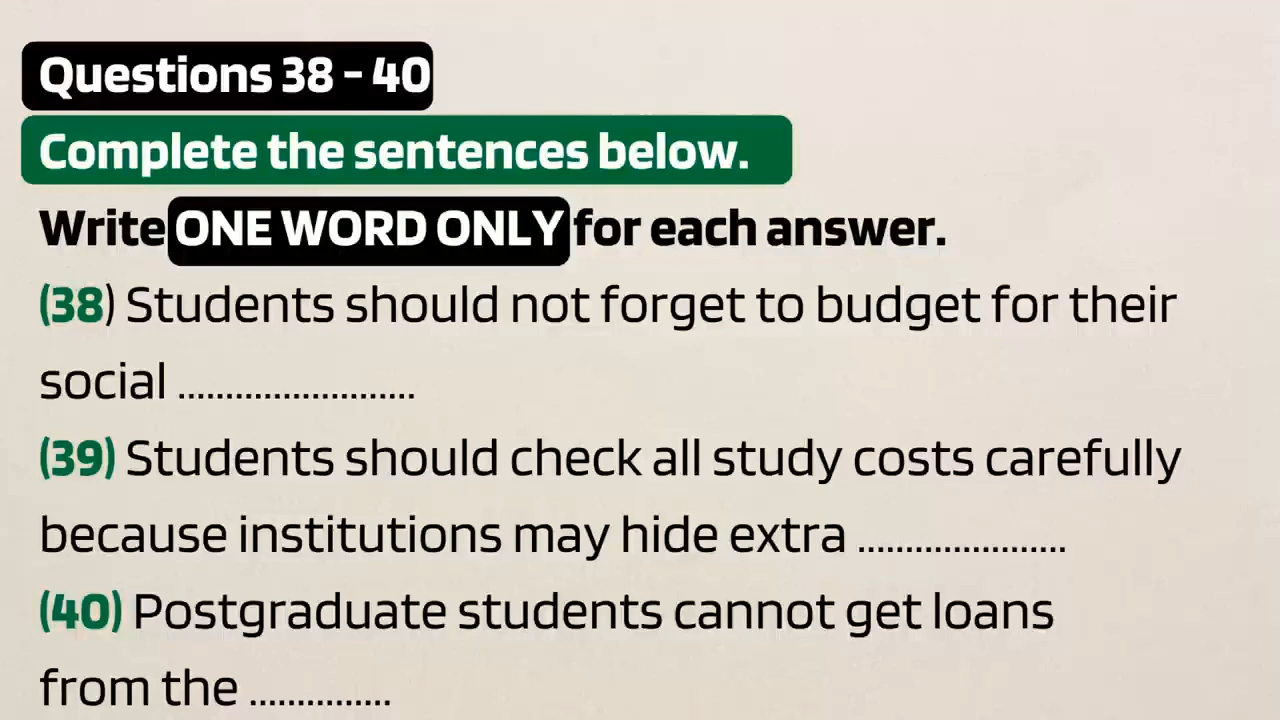 Questions 38 - 40
Complete the sentences below.
Write ONE WORD ONLY for each answer.
(38) Students should not forget to budget for their
social .........................
(39) Students should check all study costs carefully
because institutions may hide extra ......................
(40) Postgraduate students cannot get loans
from the ...............